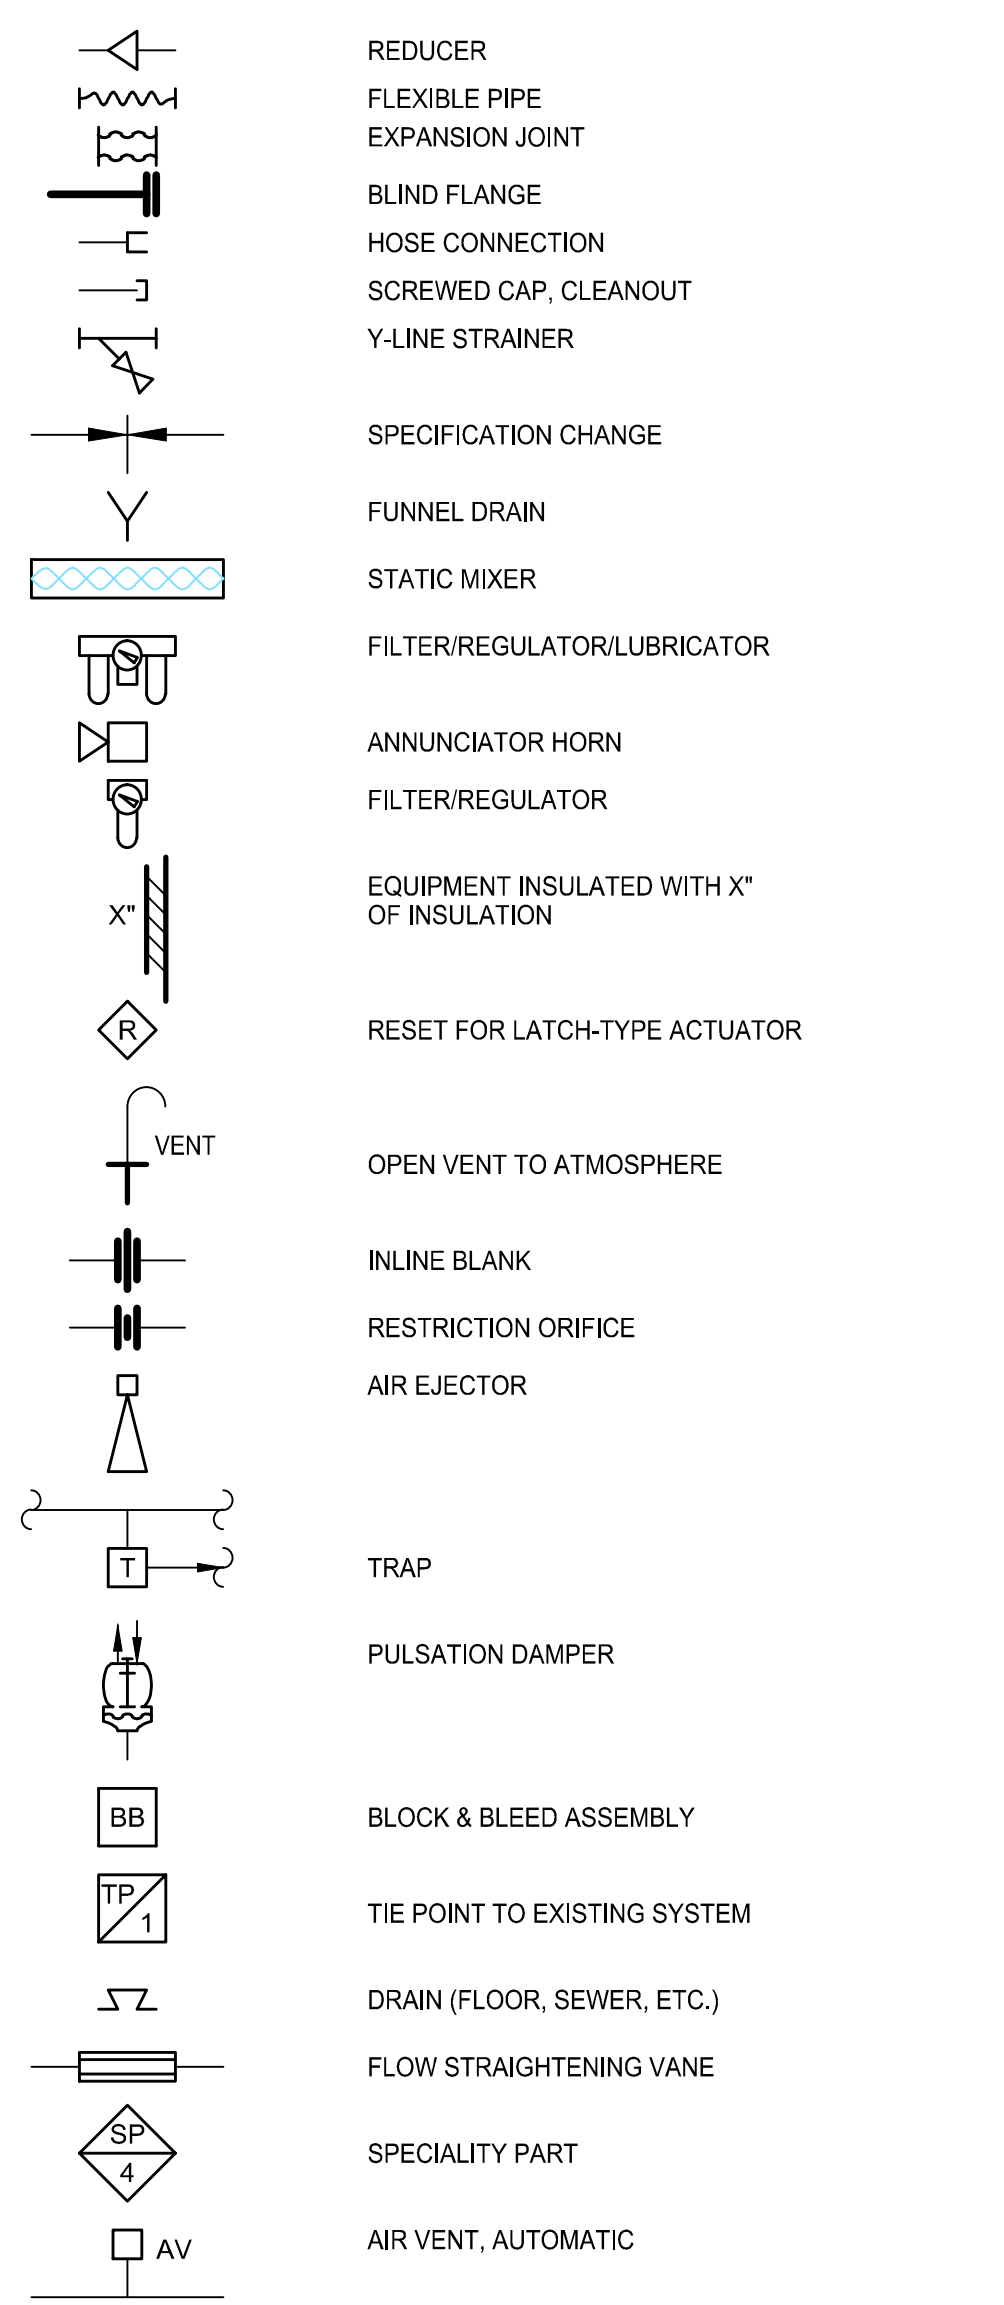 REDUCER
FLEXIBLE PIPE
EXPANSION JOINT
BLIND FLANGE
HOSE CONNECTION
SCREWED CAP, CLEANOUT
Y-LINE STRAINER
SPECIFICATION CHANGE
FUNNEL DRAIN
STATIC MIXER
FILTER/REGULATOR/LUBRICATOR
ANNUNCIATOR HORN
FILTER/REGULATOR
EQUIPMENT INSULATED WITH X"
X" OF INSULATION
R RESET FOR LATCH-TYPE ACTUATOR
VENT
OPEN VENT TO ATMOSPHERE
INLINE BLANK
RESTRICTION ORIFICE
AIR EJECTOR
T TRAP
PULSATION DAMPER
BB BLOCK & BLEED ASSEMBLY
TP
1
TIE POINT TO EXISTING SYSTEM
DRAIN (FLOOR, SEWER, ETC.)
FLOW STRAIGHTENING VANE
SP
4
SPECIALITY PART
AV AIR VENT, AUTOMATIC